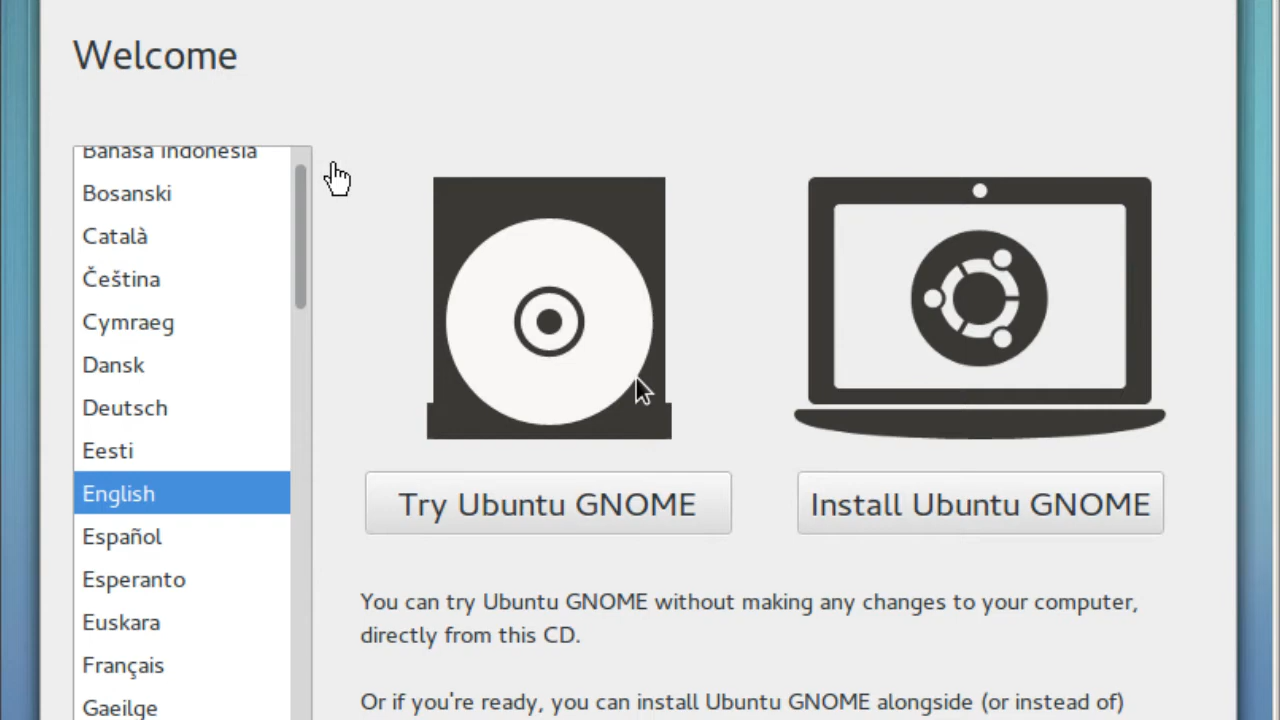 Welcome
Bahasa Indonesia
Bosanski
Català
Čeština
Cymraeg
Dansk
Deutsch
Eesti
English
Español
Esperanto
Euskara
Français
Gaeilge
Try Ubuntu GNOME
Install Ubuntu GNOME
You can try Ubuntu GNOME without making any changes to your computer,
directly from this CD.
Or if you're ready, you can install Ubuntu GNOME alongside (or instead of)